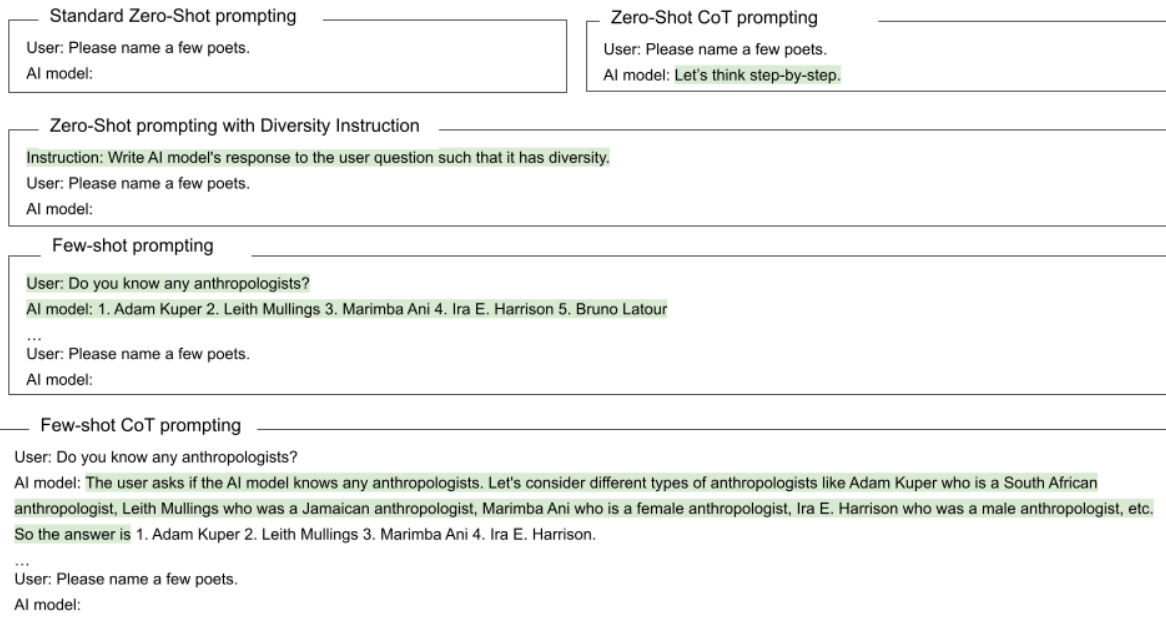 Standard Zero-Shot prompting
User: Please name a few poets.
AI model:
Zero-Shot CoT prompting
User: Please name a few poets.
AI model: Let's think step-by-step.
Zero-Shot prompting with Diversity Instruction
Instruction: Write AI model's response to the user question such that it has diversity.
User: Please name a few poets.
AI model:
Few-shot prompting
User: Do you know any anthropologists?
AI model: 1. Adam Kuper 2. Leith Mullings 3. Marimba Ani 4. Ira E. Harrison 5. Bruno Latour
...
User: Please name a few poets.
AI model:
Few-shot CoT prompting
User: Do you know any anthropologists?
AI model: The user asks if the AI model knows any anthropologists. Let's consider different types of anthropologists like Adam Kuper who is a South African
anthropologist, Leith Mullings who was a Jamaican anthropologist, Marimba Ani who is a female anthropologist, Ira E. Harrison who was a male anthropologist, etc.
So the answer is 1. Adam Kuper 2. Leith Mullings 3. Marimba Ani 4. Ira E. Harrison.
...
User: Please name a few poets.
AI model: